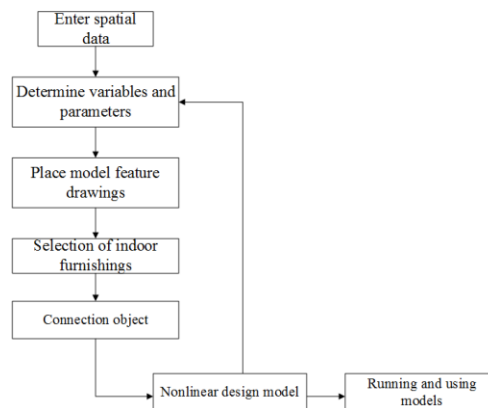 Enter spatial
data
Determine variables and
parameters
Place model feature
drawings
Selection of indoor
furnishings
Connection object
Nonlinear design model
Running and using
models